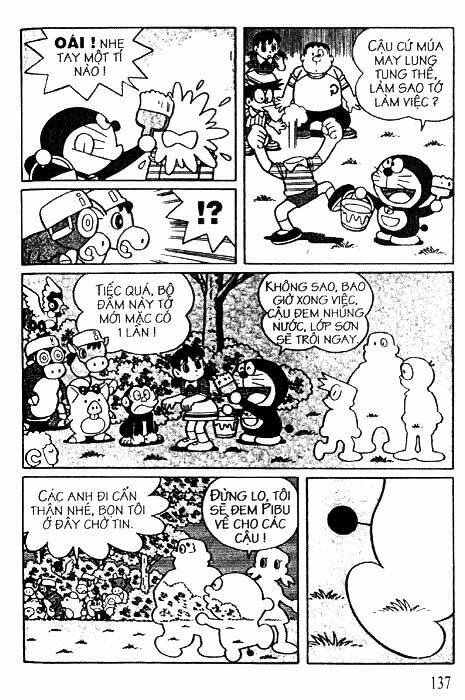 OÁI ! NHẸ
TAY MỘT TÍ
NÀO !
CẬU CỨ MÚA
MAY LUNG
TUNG THẾ,
LÀM SAO TỚ
LÀM VIỆC ?
!?
TIẾC QUÁ, BỘ
ĐẦM NÀY TỚ
MỚI MẶC CÓ
1 LẦN !
KHÔNG SAO, BAO
GIỜ XONG VIỆC,
CẬU ĐEM NHÚNG
NƯỚC, LỚP SƠN
SẼ TRÔI NGAY.
CÁC ANH ĐI CẨN
THẬN NHÉ, BỌN TÔI
Ở ĐÂY CHỜ TIN.
ĐỪNG LO, TÔI
SẼ ĐEM PIBU
VỀ CHO CÁC
CẬU !
137